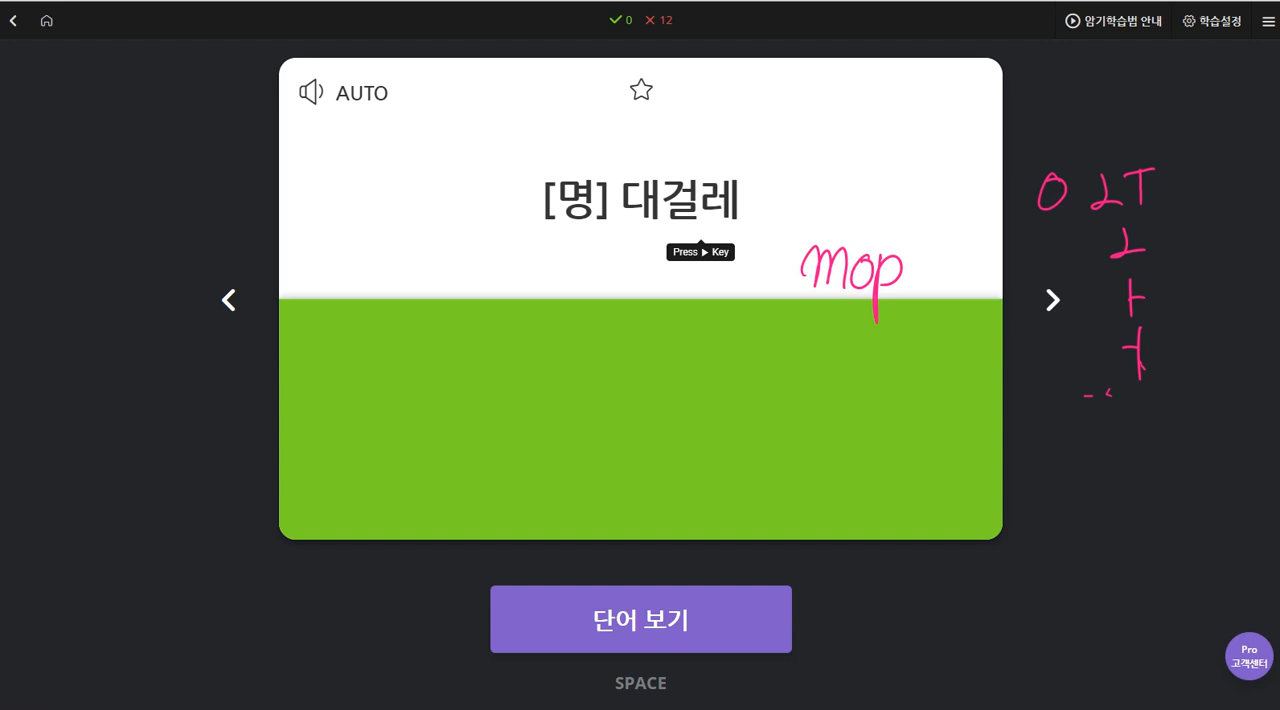 0 12 암기학습법 안내 학습설정
AUTO
[명] 대걸레
Press ▶ Key
mop
단어 보기
SPACE
Pro
고객센터